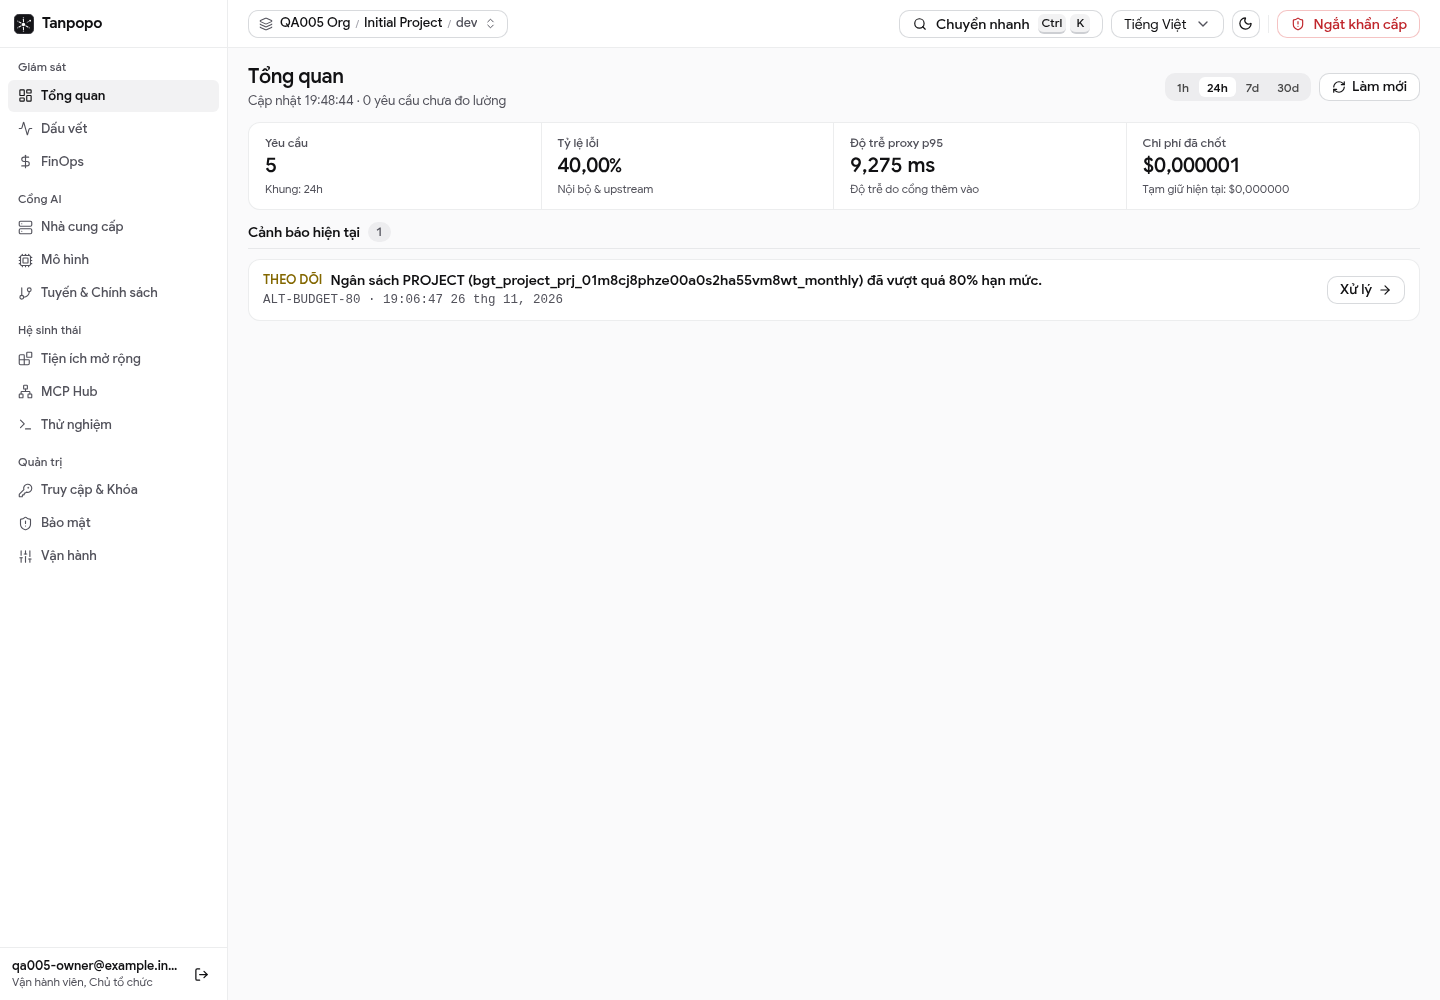 Tanpopo
Giám sát
Tổng quan
Dấu vết
FinOps
Cổng AI
Nhà cung cấp
Mô hình
Tuyến & Chính sách
Hệ sinh thái
Tiện ích mở rộng
MCP Hub
Thử nghiệm
Quản trị
Truy cập & Khóa
Bảo mật
Vận hành
qa005-owner@example.in...
Vận hành viên, Chủ tổ chức
QA005 Org / Initial Project / dev
Chuyển nhanh Ctrl K
Tiếng Việt
Ngắt khẩn cấp
Tổng quan
Cập nhật 19:48:44 · 0 yêu cầu chưa đo lường
1h 24h 7d 30d
Làm mới
Yêu cầu
5
Khung: 24h
Tỷ lệ lỗi
40,00%
Nội bộ & upstream
Độ trễ proxy p95
9,275 ms
Độ trễ do cổng thêm vào
Chi phí đã chốt
$0,000001
Tạm giữ hiện tại: $0,000000
Cảnh báo hiện tại 1
THEO DÕI Ngân sách PROJECT (bgt_project_prj_01m8cj8phze00a0s2ha55vm8wt_monthly) đã vượt quá 80% hạn mức.
ALT-BUDGET-80 · 19:06:47 26 thg 11, 2026
Xử lý